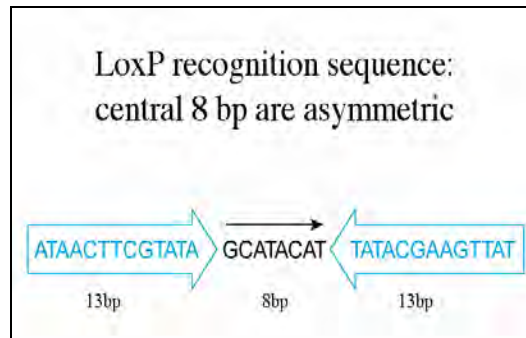 LoxP recognition sequence:
central 8 bp are asymmetric
ATAACTTCGTATA GCATACAT TATACGAAGTTAT
13bp 8bp 13bp